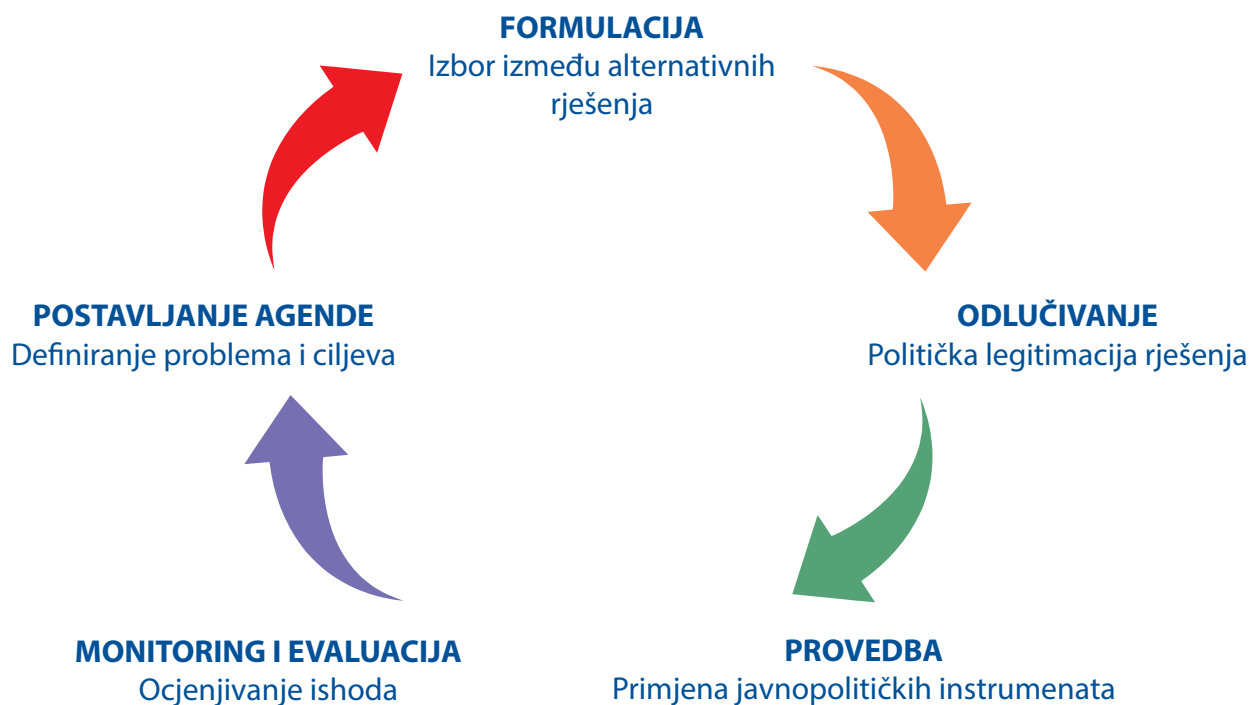 FORMULACIJA
Izbor između alternativnih
rješenja
POSTAVLJANJE AGENDE
Definiranje problema i ciljeva
ODLUČIVANJE
Politička legitimacija rješenja
MONITORING I EVALUACIJA
Ocjenjivanje ishoda
PROVEDBA
Primjena javnopolitičkih instrumenata